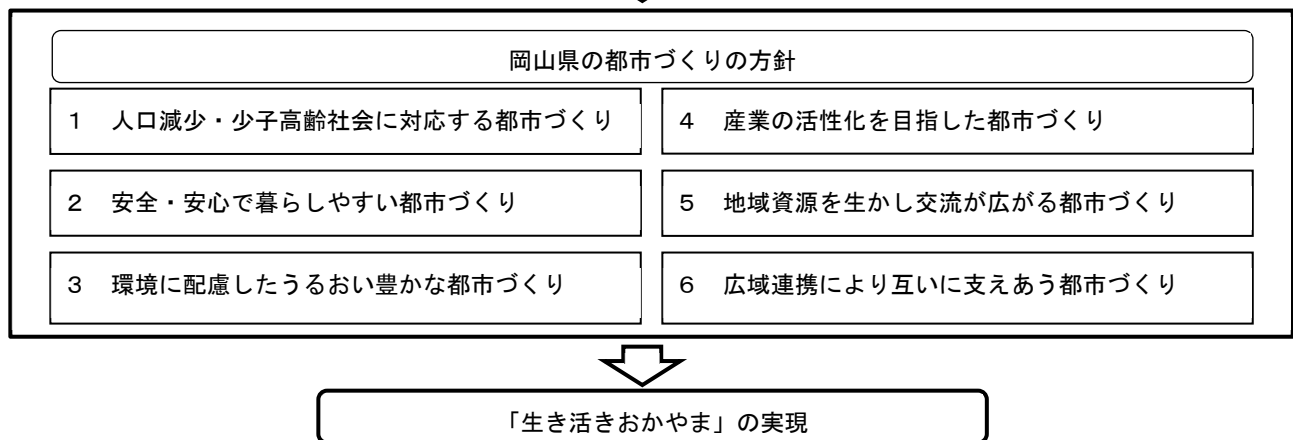 岡山県の都市づくりの方針
1 人口減少・少子高齢社会に対応する都市づくり
2 安全・安心で暮らしやすい都市づくり
3 環境に配慮したうるおい豊かな都市づくり
4 産業の活性化を目指した都市づくり
5 地域資源を生かし交流が広がる都市づくり
6 広域連携により互いに支えあう都市づくり
「生き活きおかやま」の実現